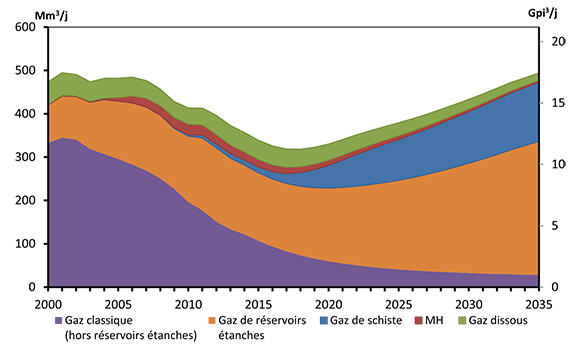 Mm³/j Gpi³/j
600
500
400
300
200
100
0
20
15
10
5
0
2000 2005 2010 2015 2020 2025 2030 2035
Gaz classique (hors réservoirs étanches)
Gaz de réservoirs étanches
Gaz de schiste
MH
Gaz dissous